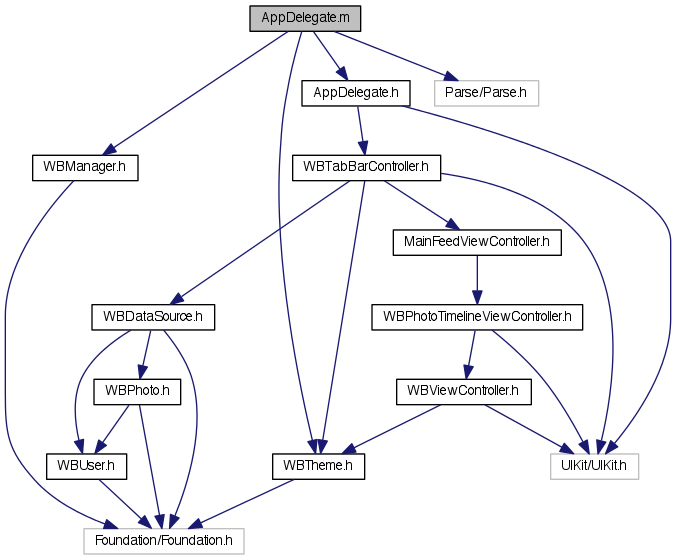 AppDelegate.m
AppDelegate.h
Parse/Parse.h
WBManager.h
WBTabBarController.h
MainFeedViewController.h
WBDataSource.h
WBPhotoTimelineViewController.h
WBPhoto.h
WBViewController.h
WBUser.h
WBTheme.h
UIKit/UIKit.h
Foundation/Foundation.h